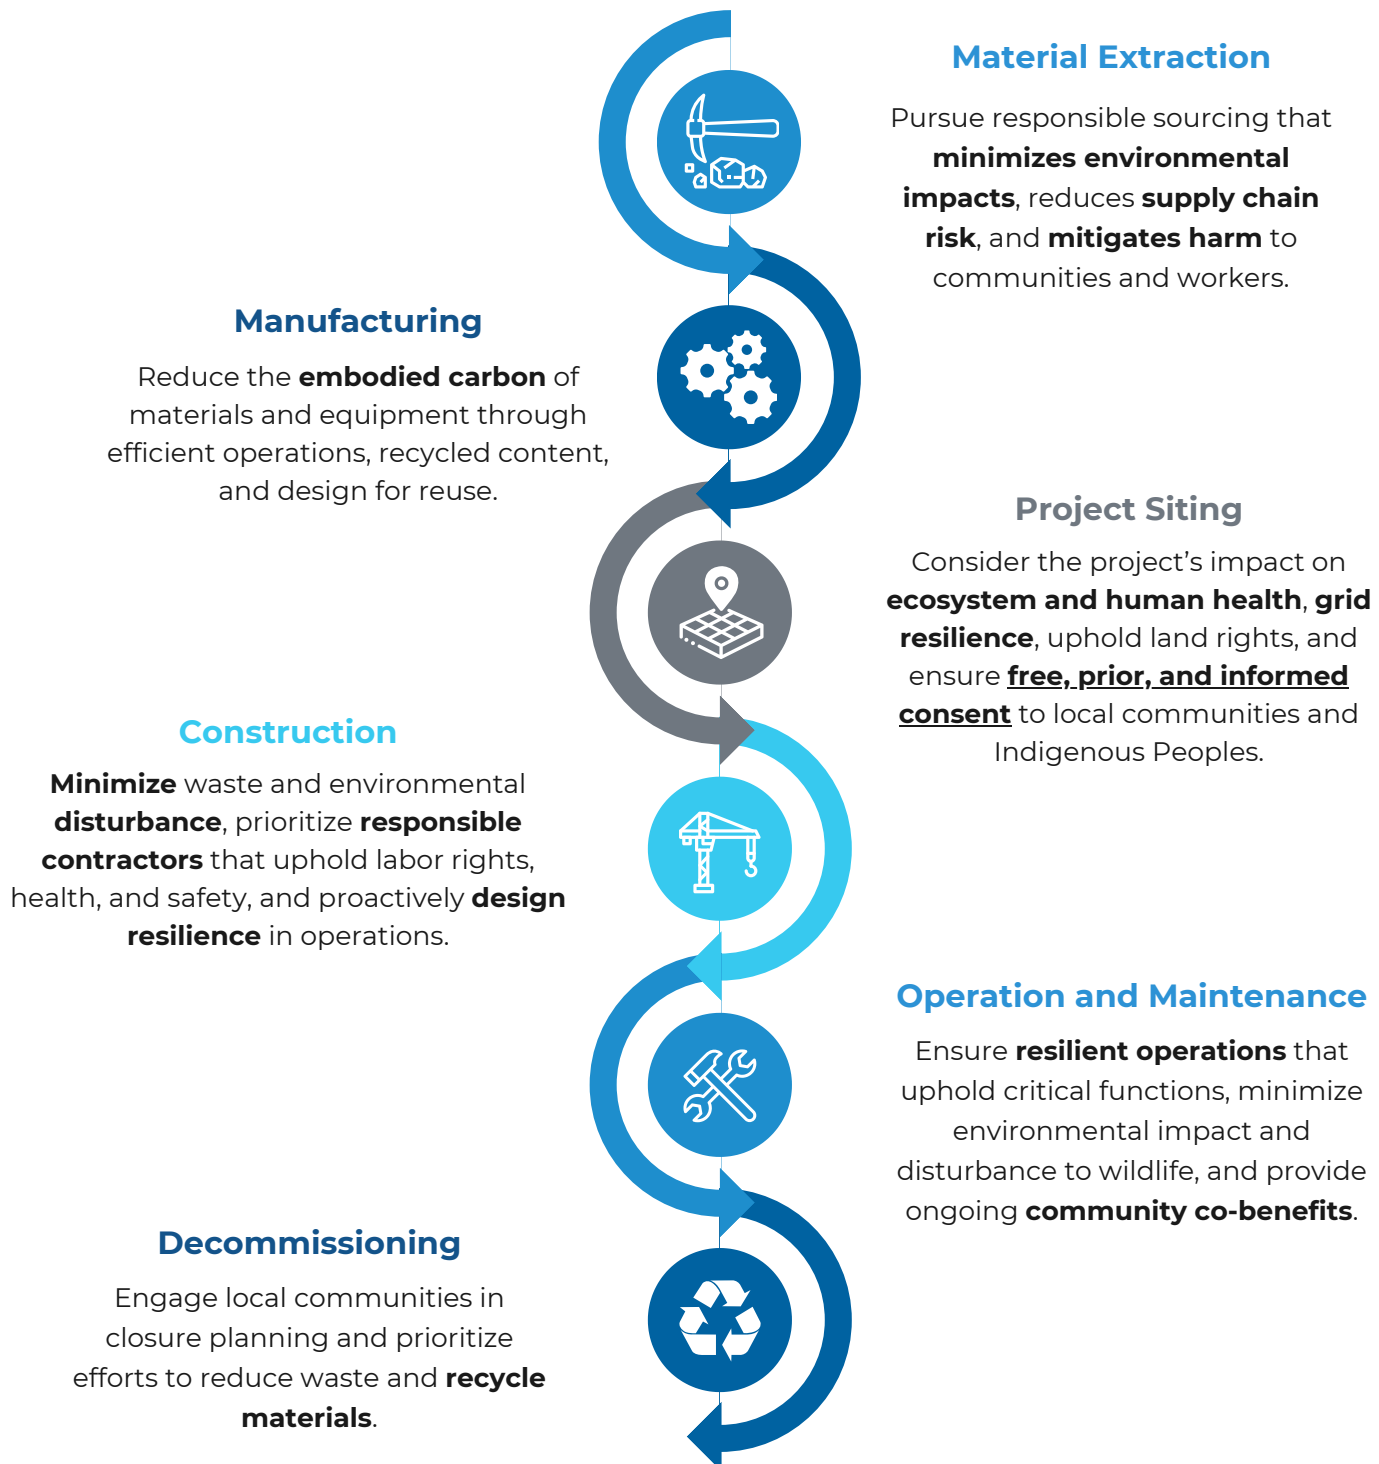 Material Extraction
Pursue responsible sourcing that
minimizes environmental
impacts, reduces supply chain
risk, and mitigates harm to
communities and workers.
Manufacturing
Reduce the embodied carbon of
materials and equipment through
efficient operations, recycled content,
and design for reuse.
Project Siting
Consider the project’s impact on
ecosystem and human health, grid
resilience, uphold land rights, and
ensure free, prior, and informed
consent to local communities and
Indigenous Peoples.
Construction
Minimize waste and environmental
disturbance, prioritize responsible
contractors that uphold labor rights,
health, and safety, and proactively design
resilience in operations.
Operation and Maintenance
Ensure resilient operations that
uphold critical functions, minimize
environmental impact and
disturbance to wildlife, and provide
ongoing community co-benefits.
Decommissioning
Engage local communities in
closure planning and prioritize
efforts to reduce waste and recycle
materials.